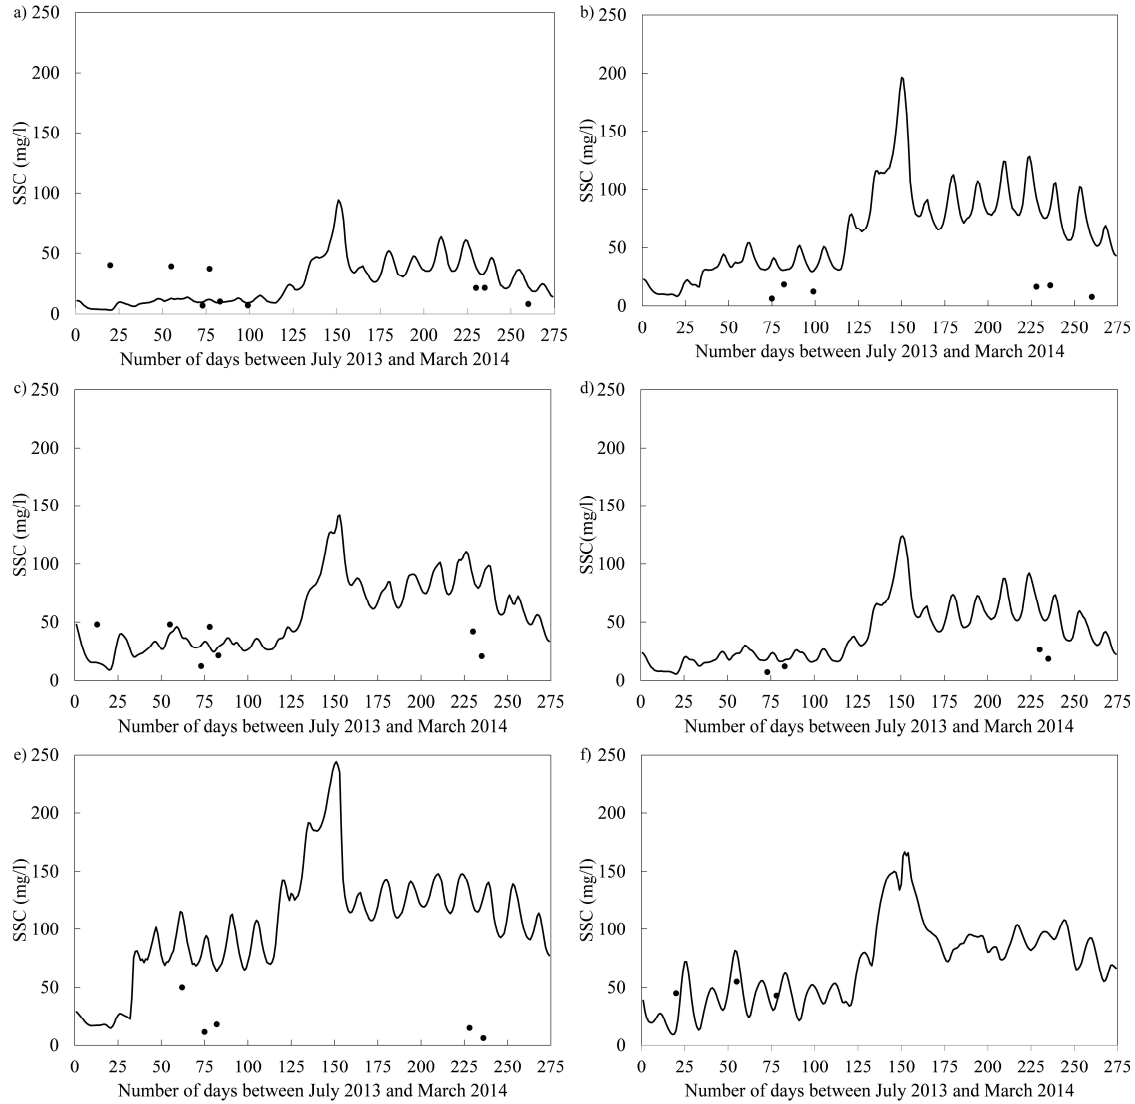 a) 250
200
150
100
50
0
SSC (mg/l)
0 25 50 75 100 125 150 175 200 225 250 275
Number of days between July 2013 and March 2014
b) 250
200
150
100
50
0
SSC (mg/l)
0 25 50 75 100 125 150 175 200 225 250 275
Number days between July 2013 and March 2014
c) 250
200
150
100
50
0
SSC (mg/l)
0 25 50 75 100 125 150 175 200 225 250 275
Number of days between July 2013 and March 2014
d) 250
200
150
100
50
0
SSC(mg/l)
0 25 50 75 100 125 150 175 200 225 250 275
Number of days between July 2013 and March 2014
e) 250
200
150
100
50
0
SSC (mg/l)
0 25 50 75 100 125 150 175 200 225 250 275
Number of days between July 2013 and March 2014
f) 250
200
150
100
50
0
SSC (mg/l)
0 25 50 75 100 125 150 175 200 225 250 275
Number of days between July 2013 and March 2014